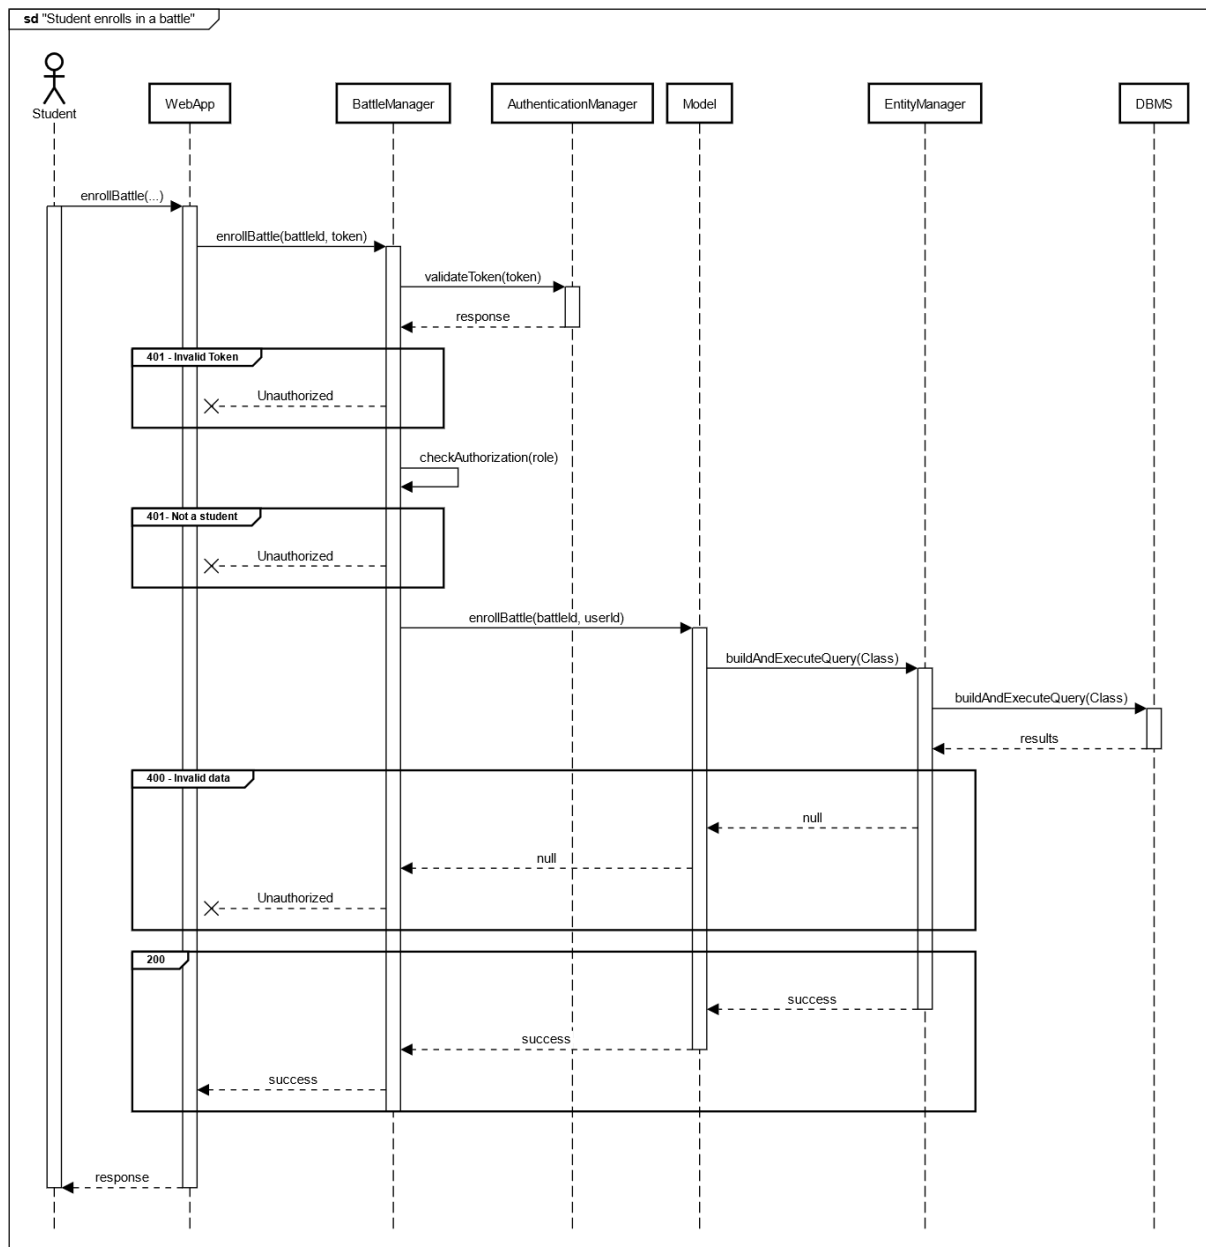 sd "Student enrolls in a battle"
Student
WebApp
BattleManager
AuthenticationManager
Model
EntityManager
DBMS
enrollBattle(...)
enrollBattle(battleId, token)
validateToken(token)
response
401 - Invalid Token
Unauthorized
checkAuthorization(role)
401- Not a student
Unauthorized
enrollBattle(battleId, userId)
buildAndExecuteQuery(Class)
buildAndExecuteQuery(Class)
results
400 - Invalid data
null
null
Unauthorized
200
success
success
success
response